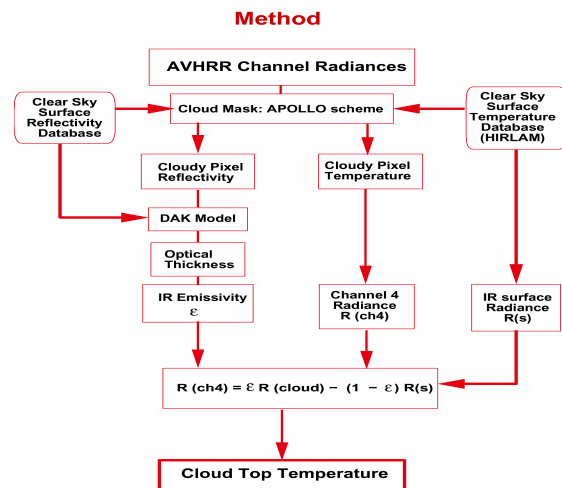 Method
AVHRR Channel Radiances
Clear Sky
Surface
Reflectivity
Database
Cloud Mask: APOLLO scheme
Clear Sky
Surface
Temperature
Database
(HIRLAM)
Cloudy Pixel
Reflectivity
Cloudy Pixel
Temperature
DAK Model
Optical
Thickness
IR Emissivity
ε
Channel 4
Radiance
R (ch4)
IR surface
Radiance
R(s)
R (ch4) = ε R (cloud) − (1 − ε) R(s)
Cloud Top Temperature